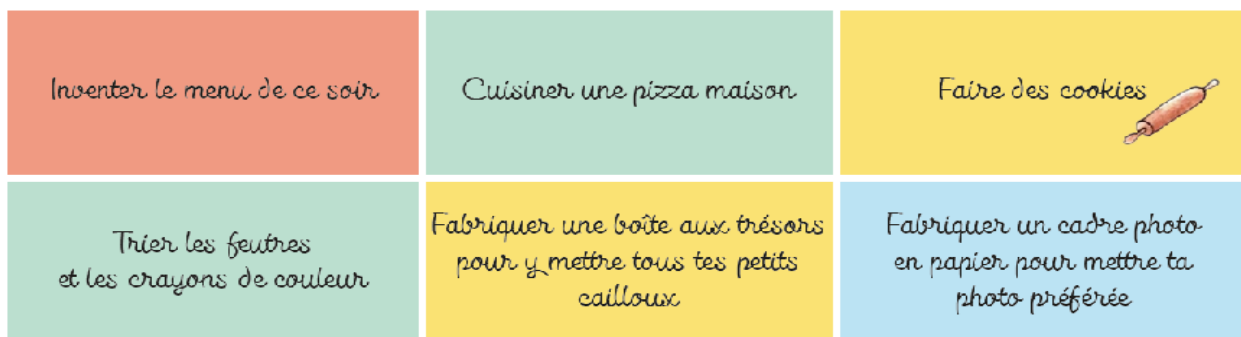 Inventer le menu de ce soir
Cuisiner une pizza maison
Faire des cookies
Trier les feutres
et les crayons de couleur
Fabriquer une boîte aux trésors
pour y mettre tous tes petits
cailloux
Fabriquer un cadre photo
en papier pour mettre ta
photo préférée